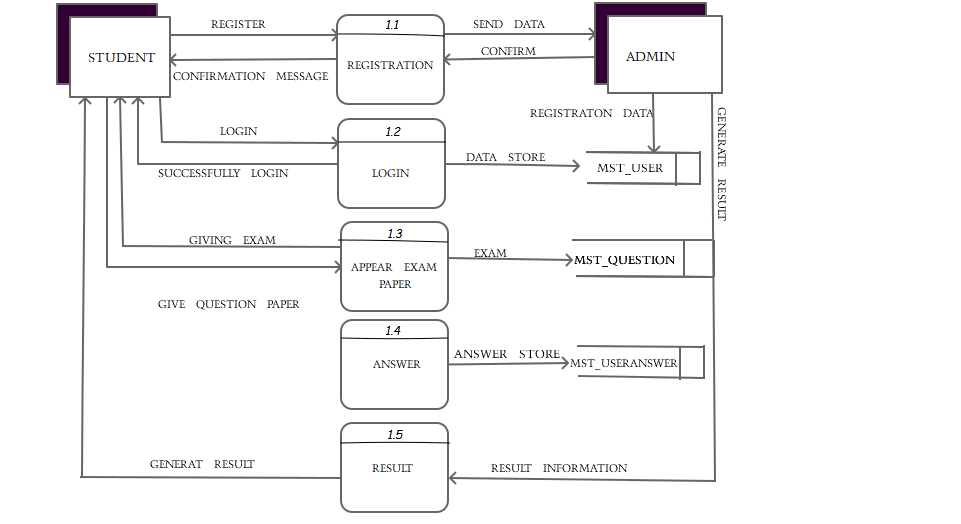 REGISTER
1.1
SEND DATA
STUDENT
CONFIRM
ADMIN
REGISTRATION
CONFIRMATION MESSAGE
REGISTRATON DATA
GENERATE RESULT
LOGIN
1.2
DATA STORE
MST_USER
SUCCESSFULLY LOGIN
LOGIN
GIVING EXAM
1.3
EXAM
MST_QUESTION
APPEAR EXAM
PAPER
GIVE QUESTION PAPER
1.4
ANSWER STORE
MST_USERANSWER
ANSWER
1.5
GENERAT RESULT
RESULT
RESULT INFORMATION